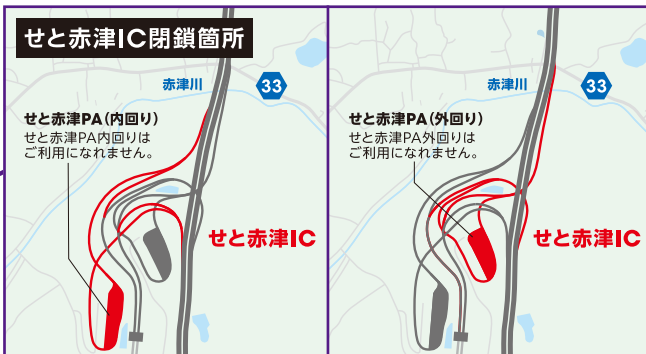 せと赤津IC閉鎖箇所
赤津川
33
せと赤津PA(内回り)
せと赤津PA内回りは
ご利用になれません。
せと赤津IC
赤津川
33
せと赤津PA(外回り)
せと赤津PA外回りは
ご利用になれません。
せと赤津IC